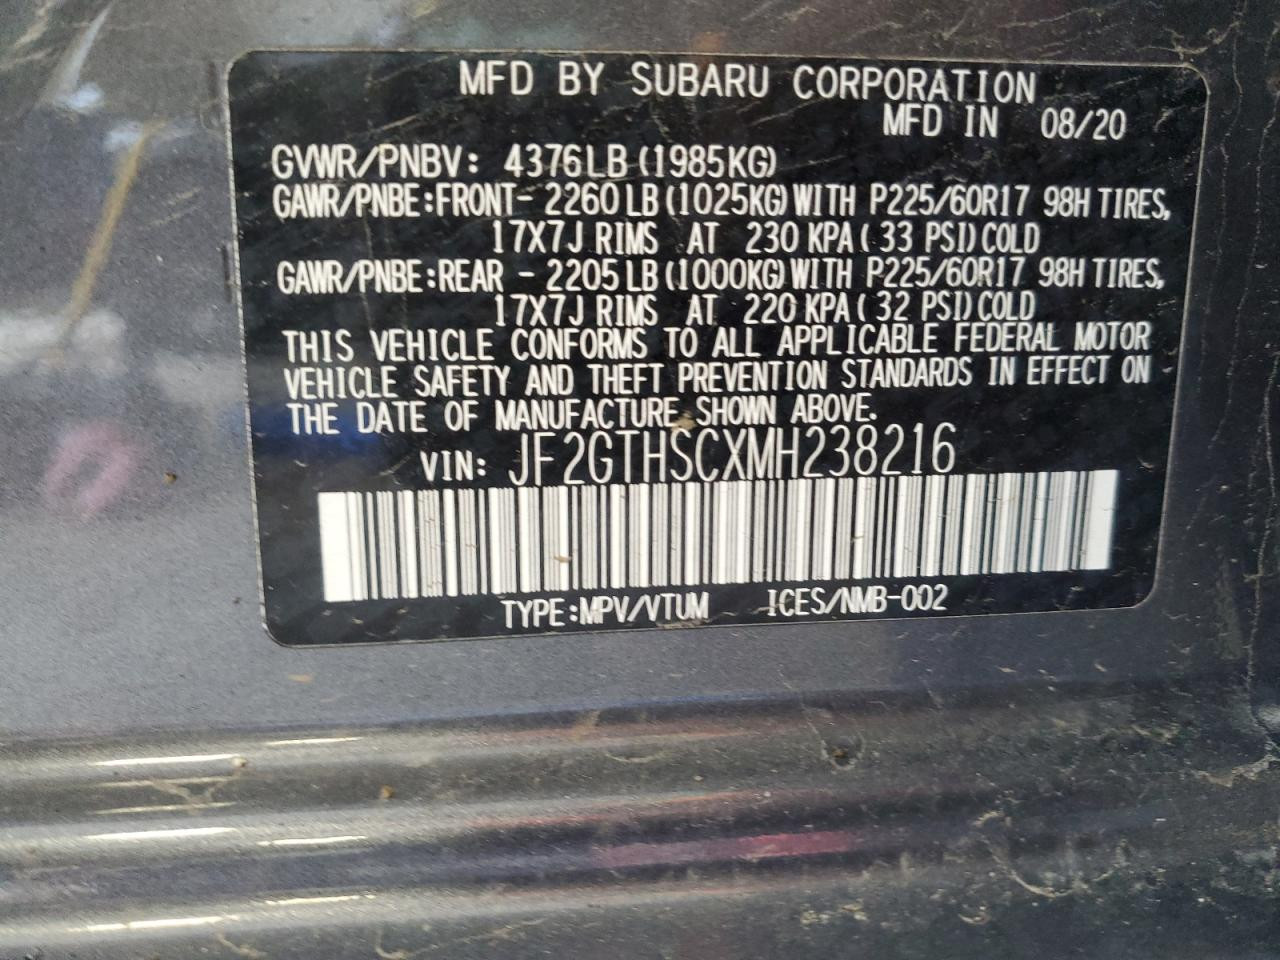 MFD BY SUBARU CORPORATION
MFD IN 08/20
GVWR/PNBV: 4376LB (1985KG)
GAWR/PNBE:FRONT- 2260 LB (1025KG) WITH P225/60R17 98H TIRES,
17X7J RIMS AT 230 KPA ( 33 PSI) COLD
GAWR/PNBE:REAR - 2205 LB (1000KG) WITH P225/60R17 98H TIRES,
17X7J RIMS AT 220 KPA ( 32 PSI) COLD
THIS VEHICLE CONFORMS TO ALL APPLICABLE FEDERAL MOTOR
VEHICLE SAFETY AND THEFT PREVENTION STANDARDS IN EFFECT ON
THE DATE OF MANUFACTURE SHOWN ABOVE.
VIN: JF2GTHSCXMH238216
TYPE:MPV/VTUM ICES/NMB-002